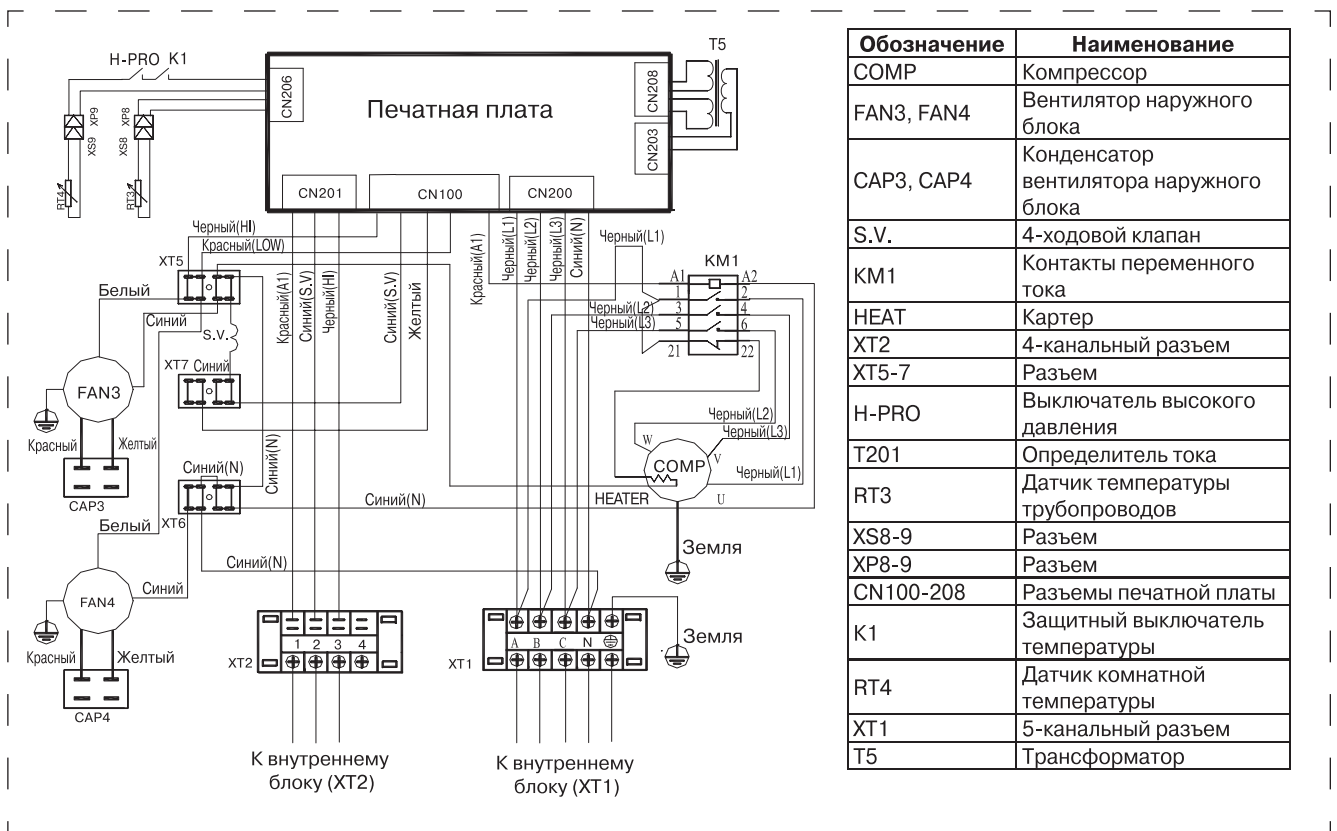 H-PRO K1
T5
CN206
Печатная плата
CN208
CN203
XP9
XP8
XS9
XS8
RT4
RT3
CN201
CN100
CN200
Черный(HI)
Красный(LOW)
Красный(A1)
Синий(S.V)
Черный(HI)
Синий(S.V)
Желтый
Красный(A1)
Черный(L1)
Черный(L2)
Черный(L3)
Синий(N)
Черный(L1)
KM1
A1
A2
1
2
Черный(L2)
3
4
Черный(L3)
5
6
21
22
XT5
Белый
Синий
S.V.
XT7
Синий
FAN3
Красный
Желтый
CAP3
Синий(N)
Синий(N)
XT6
Белый
Синий(N)
Черный(L2)
Черный(L3)
W
V
COMP
Черный(L1)
HEATER
U
Земля
Синий(N)
Синий
FAN4
Красный
Желтый
CAP4
1 2 3 4
XT2
A B C N
XT1
Земля
К внутреннему
блоку (XT2)
К внутреннему
блоку (XT1)
Обозначение Наименование
COMP Компрессор
FAN3, FAN4 Вентилятор наружного
блока
CAP3, CAP4 Конденсатор
вентилятора наружного
блока
S.V. 4-ходовой клапан
KM1 Контакты переменного
тока
HEAT Картер
XT2 4-канальный разъем
XT5-7 Разъем
H-PRO Выключатель высокого
давления
T201 Определитель тока
RT3 Датчик температуры
трубопроводов
XS8-9 Разъем
XP8-9 Разъем
CN100-208 Разъемы печатной платы
K1 Защитный выключатель
температуры
RT4 Датчик комнатной
температуры
XT1 5-канальный разъем
T5 Трансформатор